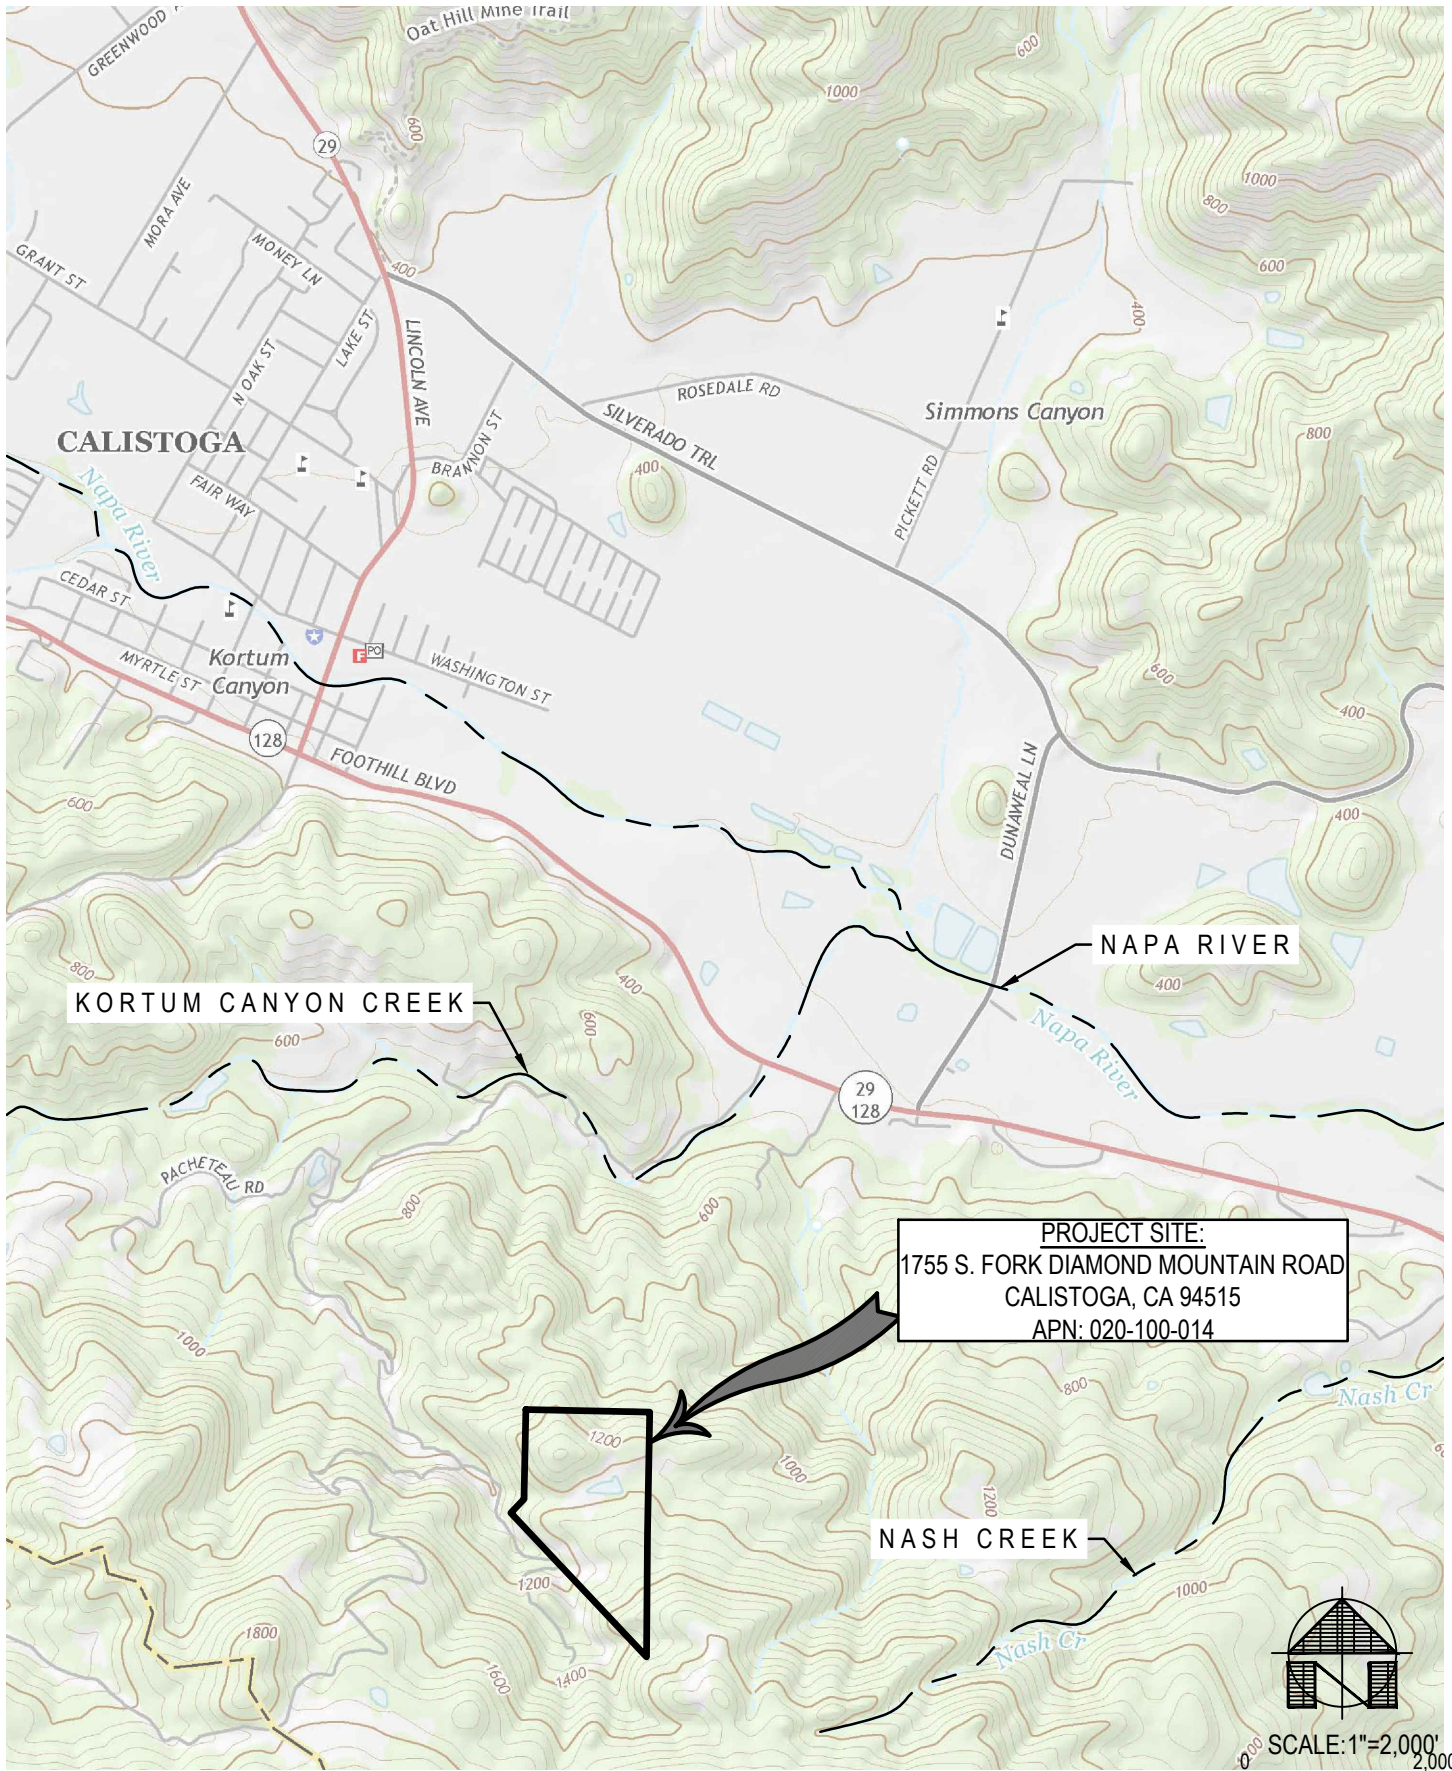 Oat Hill Mine Trail
GREENWOOD
600
1000
29
600
1000
MORA AVE
800
MONEY LN
GRANT ST
400
600
LAKE ST
LINCOLN AVE
400
N OAK ST
ROSEDALE RD
SILVERADO TRL
Simmons Canyon
CALISTOGA
BRANNON ST
400
800
Napa River
FAIR WAY
PICKETT RD
CEDAR ST
MYRTLE ST
Kortum
Canyon
F
PO
WASHINGTON ST
600
128
400
FOOTHILL BLVD
DUNAWEAL LN
600
400
NAPA RIVER
800
400
400
KORTUM CANYON CREEK
600
600
Napa River
29
128
PACHETEAU RD
800
600
PROJECT SITE:
1755 S. FORK DIAMOND MOUNTAIN ROAD
CALISTOGA, CA 94515
APN: 020-100-014
1000
800
Nash Cr
1200
1000
1200
NASH CREEK
1200
1000
1800
Nash Cr
1600
1400
SCALE:1"=2,000'
0